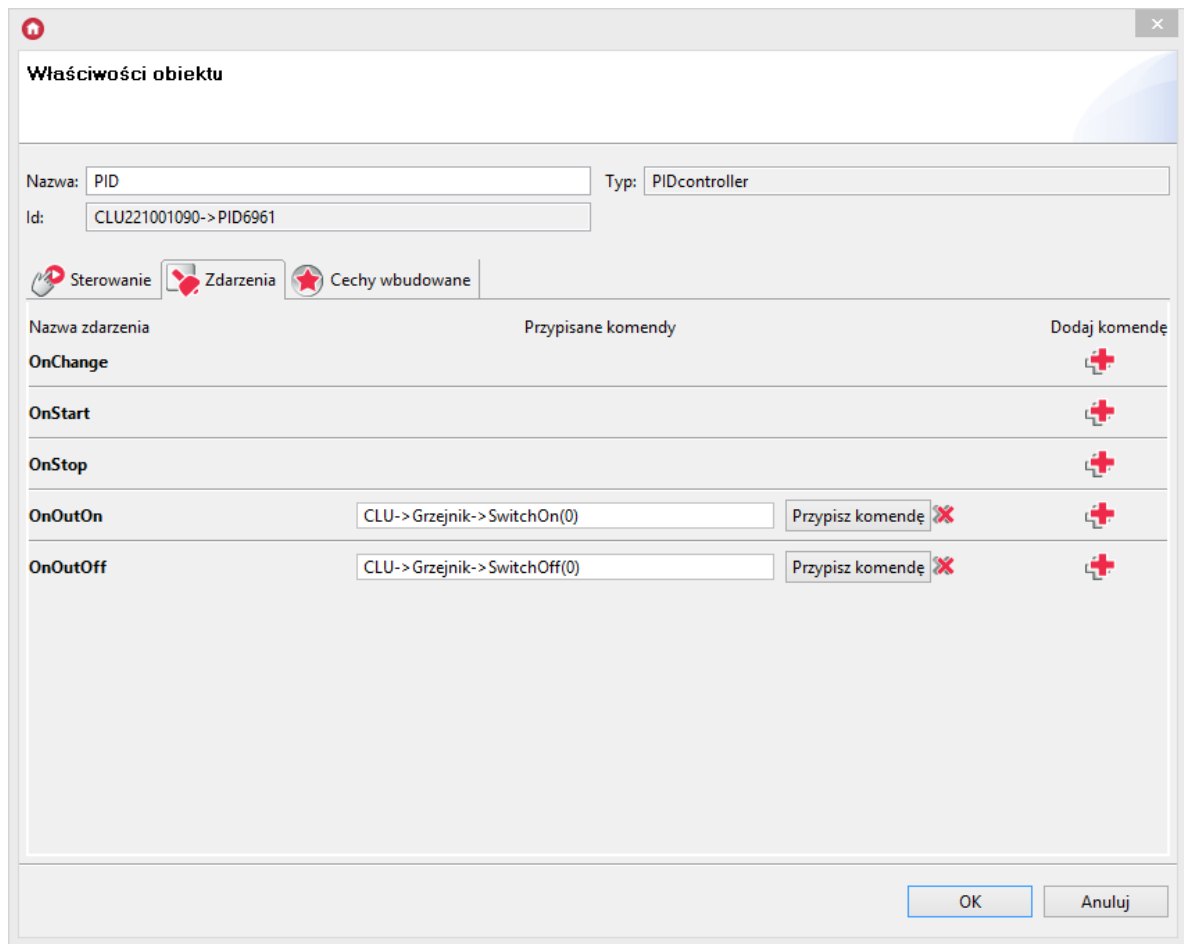 Właściwości obiektu
Nazwa: PID Typ: PIDcontroller
Id: CLU221001090->PID6961
Sterowanie Zdarzenia Cechy wbudowane
Nazwa zdarzenia Przypisane komendy Dodaj komendę
OnChange
OnStart
OnStop
OnOutOn CLU->Grzejnik->SwitchOn(0) Przypisz komendę
OnOutOff CLU->Grzejnik->SwitchOff(0) Przypisz komendę
OK Anuluj